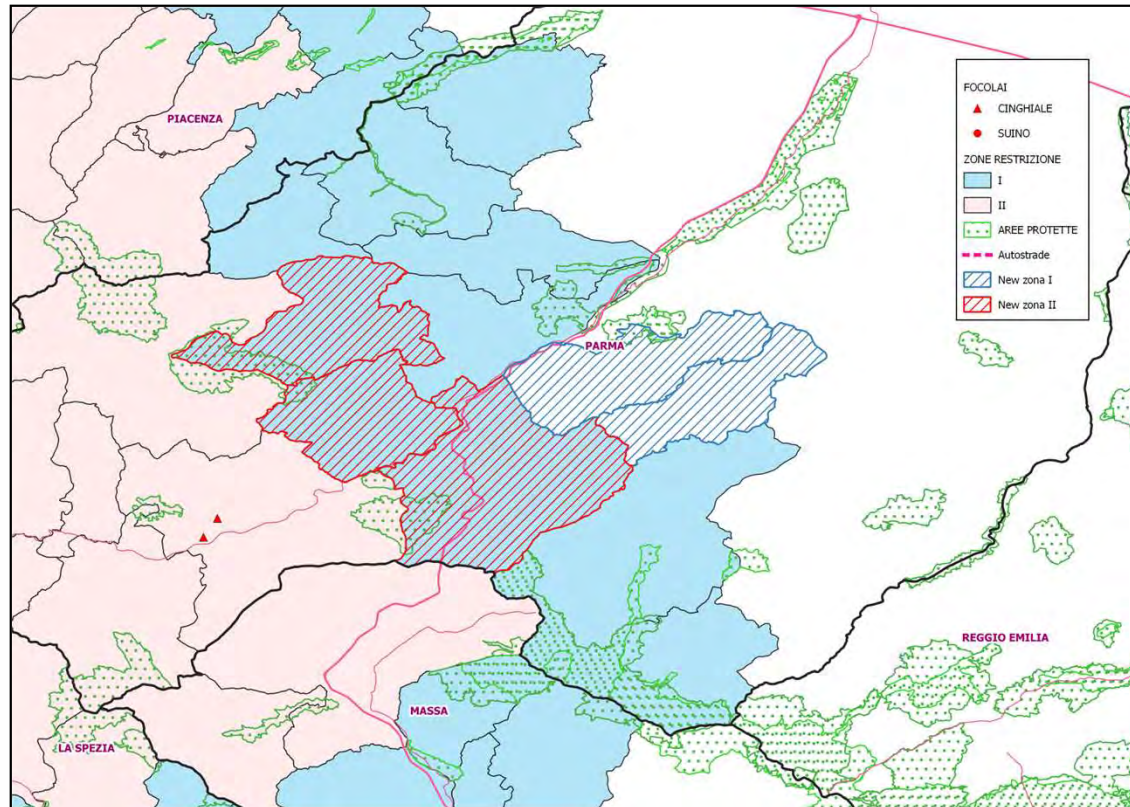 PIACENZA
FOCOLAI
CINGHIALE
SUINO
ZONE RESTRIZIONE
I
II
AREE PROTETTE
Autostrade
New zona I
New zona II
PARMA
REGGIO EMILIA
MASSA
LA SPEZIA